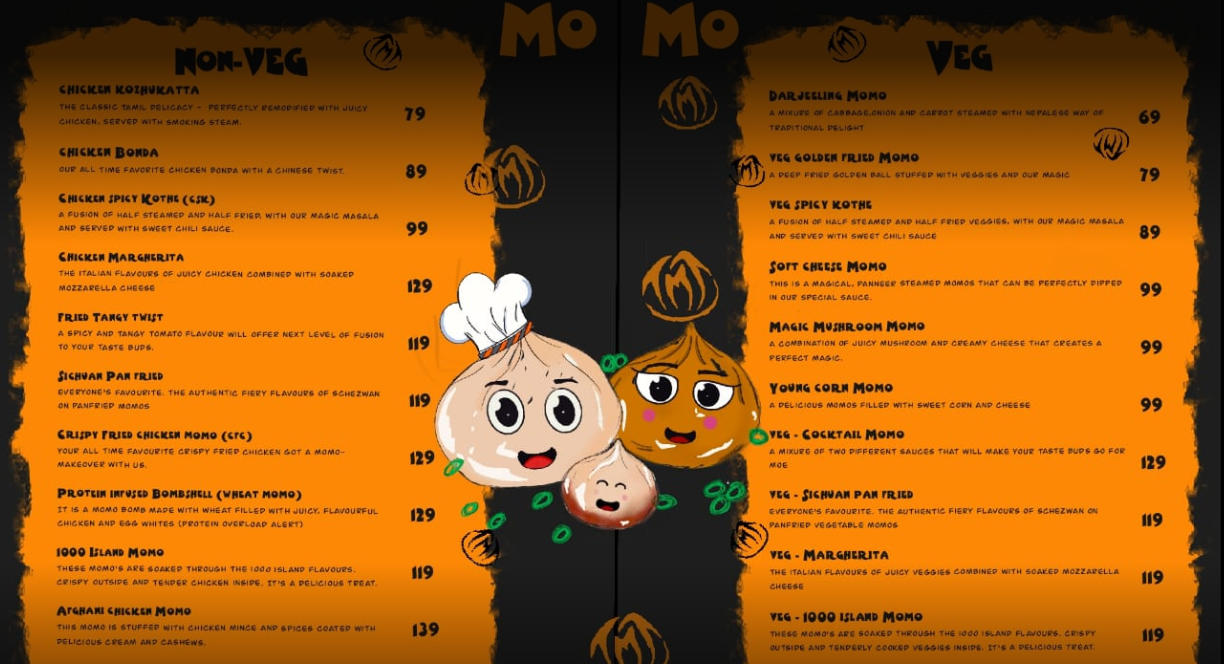 Mo Mo
Non-Veg
Chicken Kozhukatta
The classic Tamil delicacy - perfectly remodified with juicy
chicken, served with smoking steam.
79
Chicken Bonda
Our all time favorite chicken bonda with a chinese twist.
89
Chicken Spicy Kothe (CSK)
A fusion of half steamed and half fried, with our magic masala
and served with sweet chili sauce.
99
Chicken Margherita
The Italian flavours of juicy chicken combined with soaked
mozzarella cheese
129
Fried Tangy Twist
A spicy and tangy tomato flavour will offer next level of fusion
to your taste buds.
119
Sichuan Pan Fried
Everyone's favourite. The authentic fiery flavours of schezwan
on panfried momos
119
Crispy Fried Chicken Momo (CFC)
Your all time favourite crispy fried chicken got a momo-
makeover with us.
129
Protein Infused Bombshell (Wheat Momo)
It is a momo bomb made with wheat filled with juicy, flavourful
chicken and egg whites (protein overload alert)
129
1000 Island Momo
These momo's are soaked through the 1000 island flavours.
Crispy outside and tender chicken inside. It's a delicious treat.
119
Afghani Chicken Momo
This momo is stuffed with chicken mince and spices coated with
delicious cream and cashews.
139
Veg
Darjeeling Momo
A mixure of cabbage,onion and carrot steamed with nepalese way of
traditional delight
69
Veg Golden Fried Momo
A deep fried golden ball stuffed with veggies and our magic
79
Veg Spicy Kothe
A fusion of half steamed and half fried veggies, with our magic masala
and served with sweet chili sauce
89
Soft Cheese Momo
This is a magical, panneer steamed momos that can be perfectly dipped
in our special sauce.
99
Magic Mushroom Momo
A combination of juicy mushroom and creamy cheese that creates a
perfect magic.
99
Young Corn Momo
A delicious momos filled with sweet corn and cheese
99
Veg - Cocktail Momo
A mixure of two different sauces that will make your taste buds go for
moe
129
Veg - Sichuan Pan Fried
Everyone's favourite. The authentic fiery flavours of schezwan on
panfried vegetable momos
119
Veg - Margherita
The Italian flavours of juicy veggies combined with soaked mozzarella
cheese
119
Veg - 1000 Island Momo
These momo's are soaked through the 1000 island flavours. Crispy
outside and tenderly cooked veggies inside. It's a delicious treat.
119